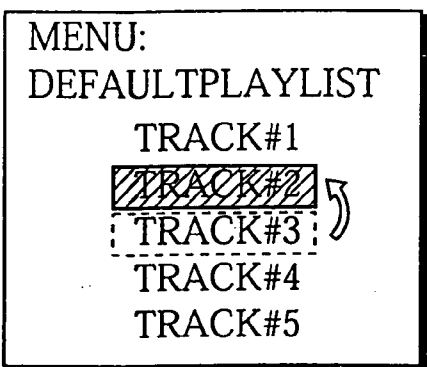 MENU:
DEFAULTPLAYLIST
TRACK#1
TRACK#2
TRACK#3
TRACK#4
TRACK#5